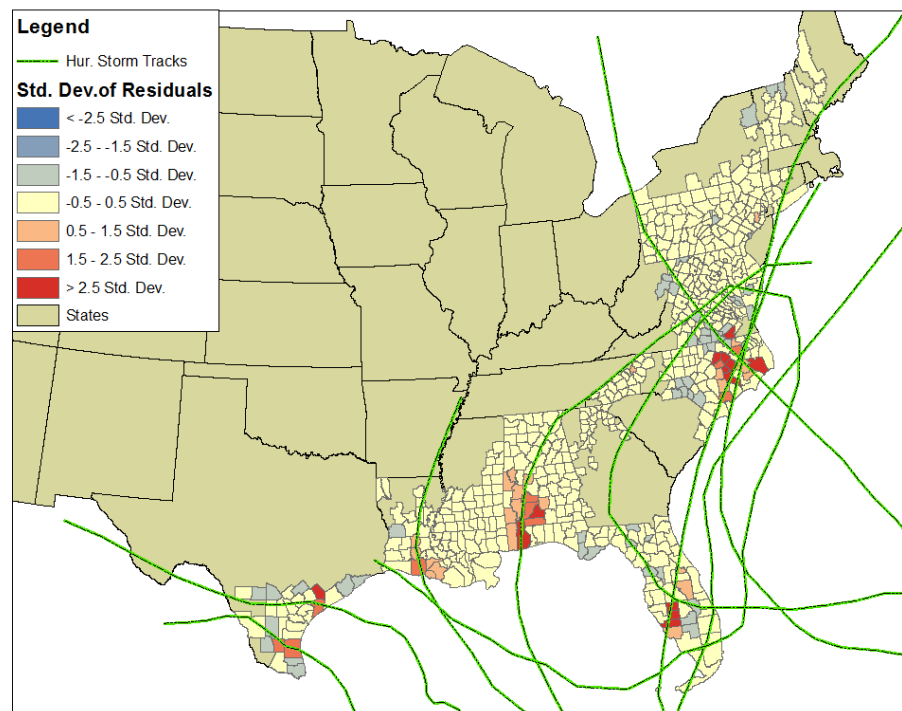 Legend
Hur. Storm Tracks
Std. Dev.of Residuals
< -2.5 Std. Dev.
-2.5 - -1.5 Std. Dev.
-1.5 - -0.5 Std. Dev.
-0.5 - 0.5 Std. Dev.
0.5 - 1.5 Std. Dev.
1.5 - 2.5 Std. Dev.
> 2.5 Std. Dev.
States